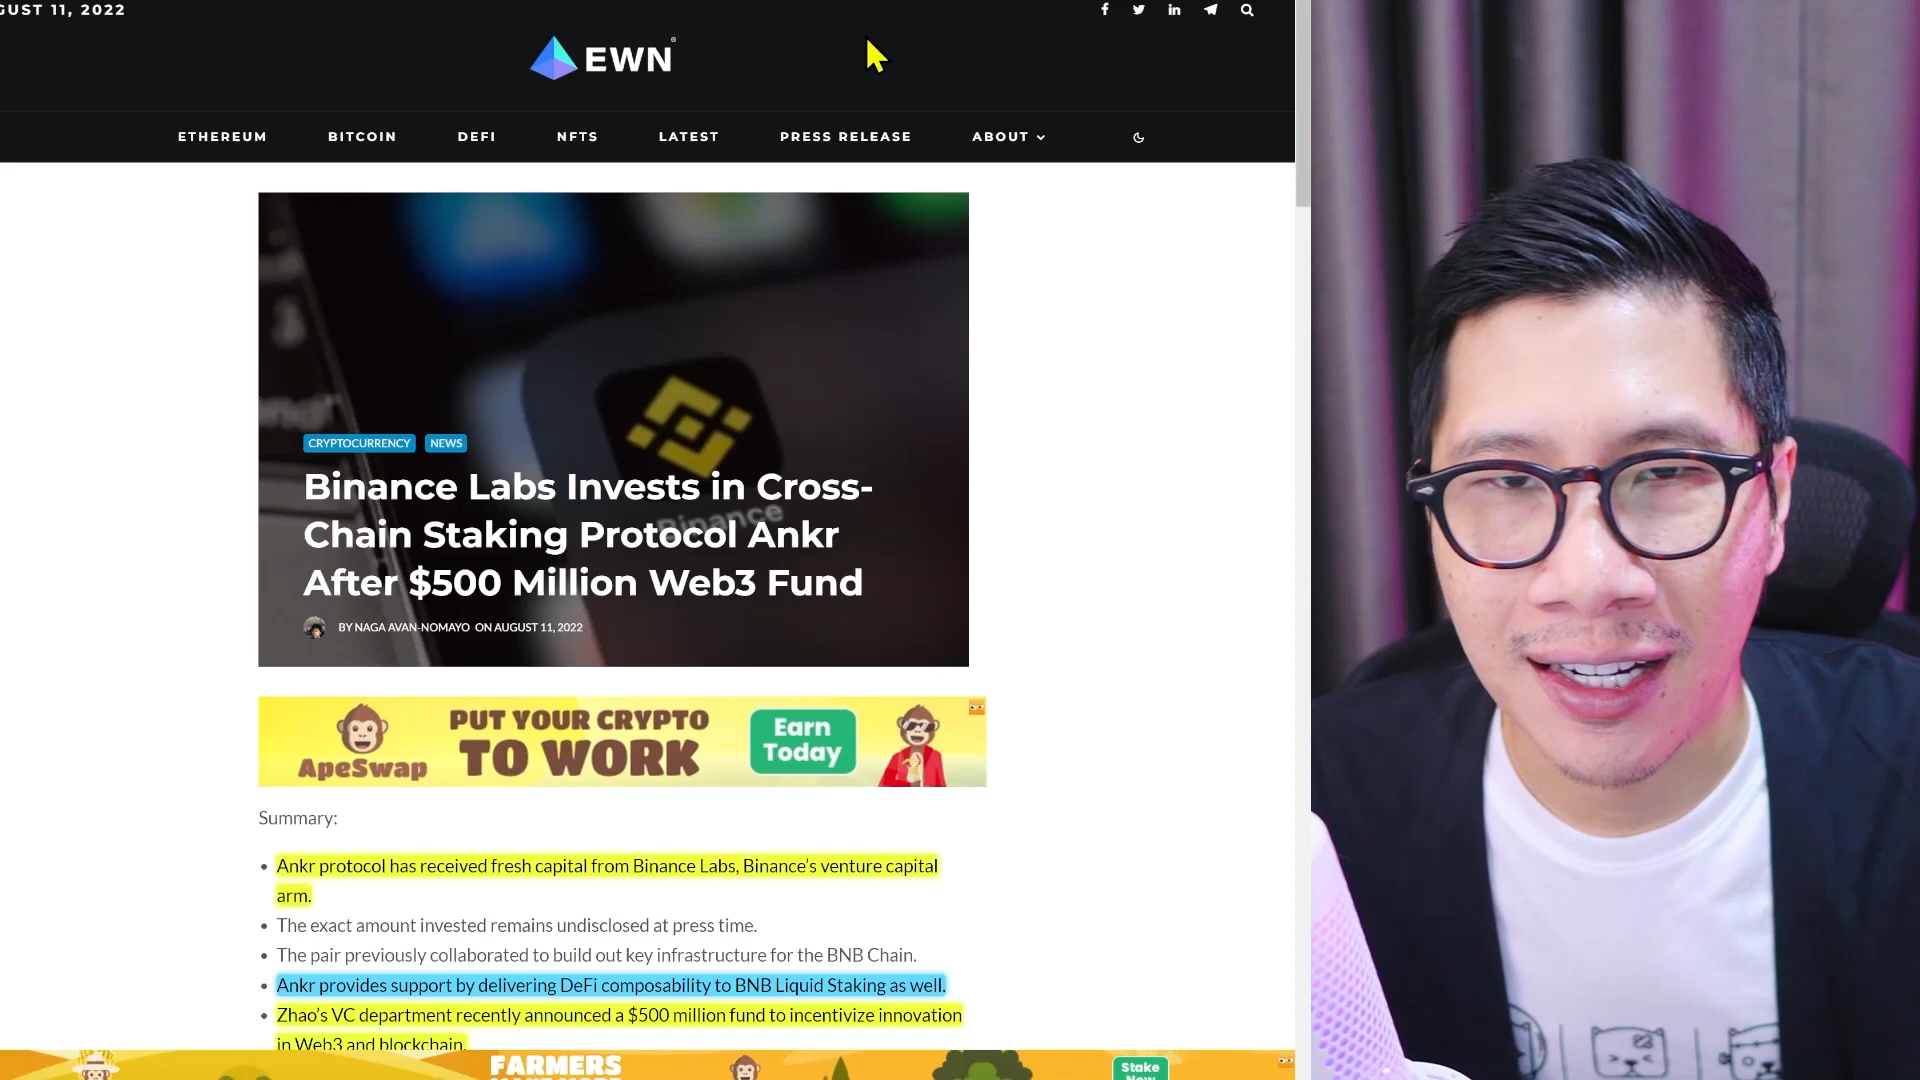 GUST 11, 2022
EWN
ETHEREUM BITCOIN DEFI NFTS LATEST PRESS RELEASE ABOUT
CRYPTOCURRENCY NEWS
Binance Labs Invests in Cross-
Chain Staking Protocol Ankr
After $500 Million Web3 Fund
Binance
BY NAGA AVAN-NOMAYO ON AUGUST 11, 2022
ApeSwap
PUT YOUR CRYPTO
TO WORK
Earn
Today
Summary:
• Ankr protocol has received fresh capital from Binance Labs, Binance’s venture capital
arm.
• The exact amount invested remains undisclosed at press time.
• The pair previously collaborated to build out key infrastructure for the BNB Chain.
• Ankr provides support by delivering DeFi composability to BNB Liquid Staking as well.
• Zhao’s VC department recently announced a $500 million fund to incentivize innovation
in Web3 and blockchain.
FARMERS
Stake